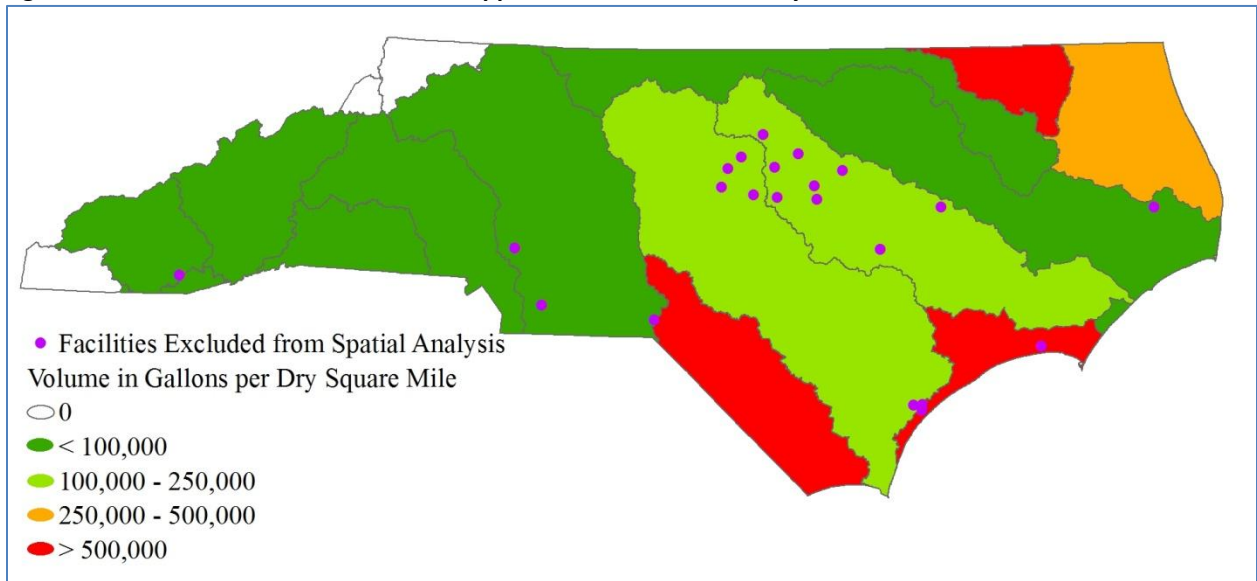 Facilities Excluded from Spatial Analysis
Volume in Gallons per Dry Square Mile
0
< 100,000
100,000 - 250,000
250,000 - 500,000
> 500,000